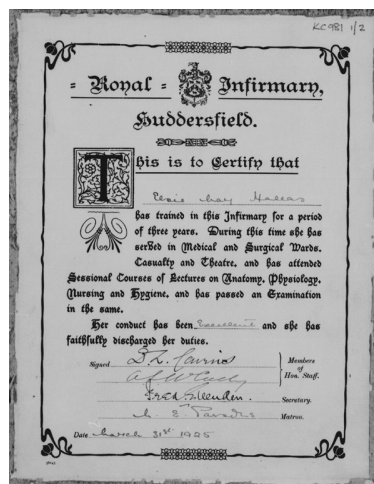 KC981 1/2
Royal Infirmary,
Huddersfield.
This is to Certify that
Elsie May Hallas
has trained in this Infirmary for a period
of three years. During this time she has
served in Medical and Surgical Wards,
Casualty and Theatre, and has attended
Sessional Courses of Lectures on Anatomy, Physiology,
Nursing and Hygiene, and has passed an Examination
in the same.
Her conduct has been Excellent and she has
faithfully discharged her duties.
Signed
Members
of
Hon. Staff.
Secretary.
Matron.
Date March 31st 1925